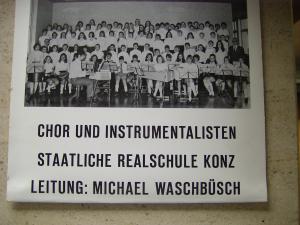 CHOR UND INSTRUMENTALISTEN
STAATLICHE REALSCHULE KONZ
LEITUNG: MICHAEL WASCHBÜSCH